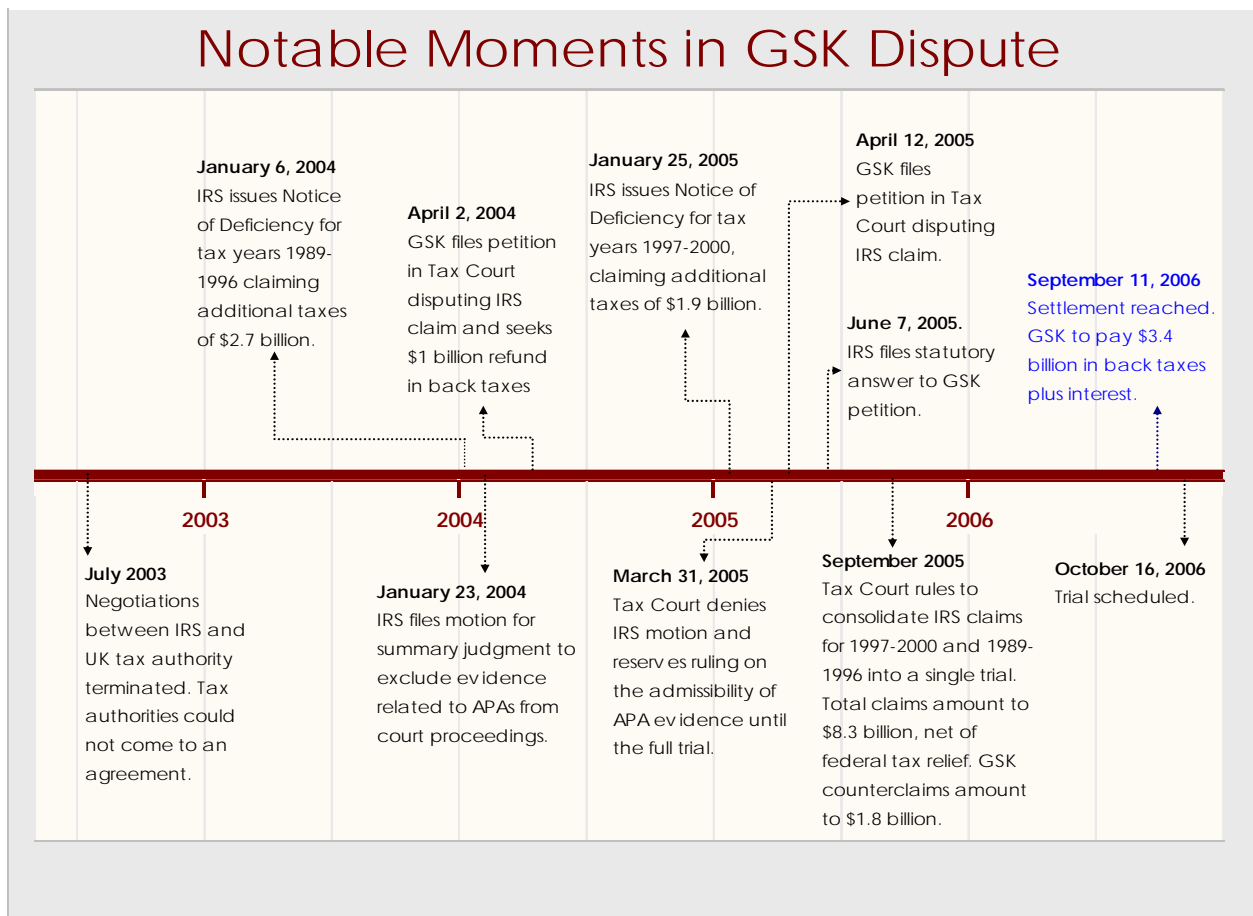 Notable Moments in GSK Dispute
January 6, 2004
IRS issues Notice
of Deficiency for
tax years 1989-
1996 claiming
additional taxes
of $2.7 billion.
April 2, 2004
GSK files petition
in Tax Court
disputing IRS
claim and seeks
$1 billion refund
in back taxes
January 25, 2005
IRS issues Notice of
Deficiency for tax
years 1997-2000,
claiming additional
taxes of $1.9 billion.
April 12, 2005
GSK files
petition in Tax
Court disputing
IRS claim.
June 7, 2005.
IRS files statutory
answer to GSK
petition.
September 11, 2006
Settlement reached.
GSK to pay $3.4
billion in back taxes
plus interest.
2003
2004
2005
2006
July 2003
Negotiations
between IRS and
UK tax authority
terminated. Tax
authorities could
not come to an
agreement.
January 23, 2004
IRS files motion for
summary judgment to
exclude evidence
related to APAs from
court proceedings.
March 31, 2005
Tax Court denies
IRS motion and
reserves ruling on
the admissibility of
APA evidence until
the full trial.
September 2005
Tax Court rules to
consolidate IRS claims
for 1997-2000 and 1989-
1996 into a single trial.
Total claims amount to
$8.3 billion, net of
federal tax relief. GSK
counterclaims amount
to $1.8 billion.
October 16, 2006
Trial scheduled.